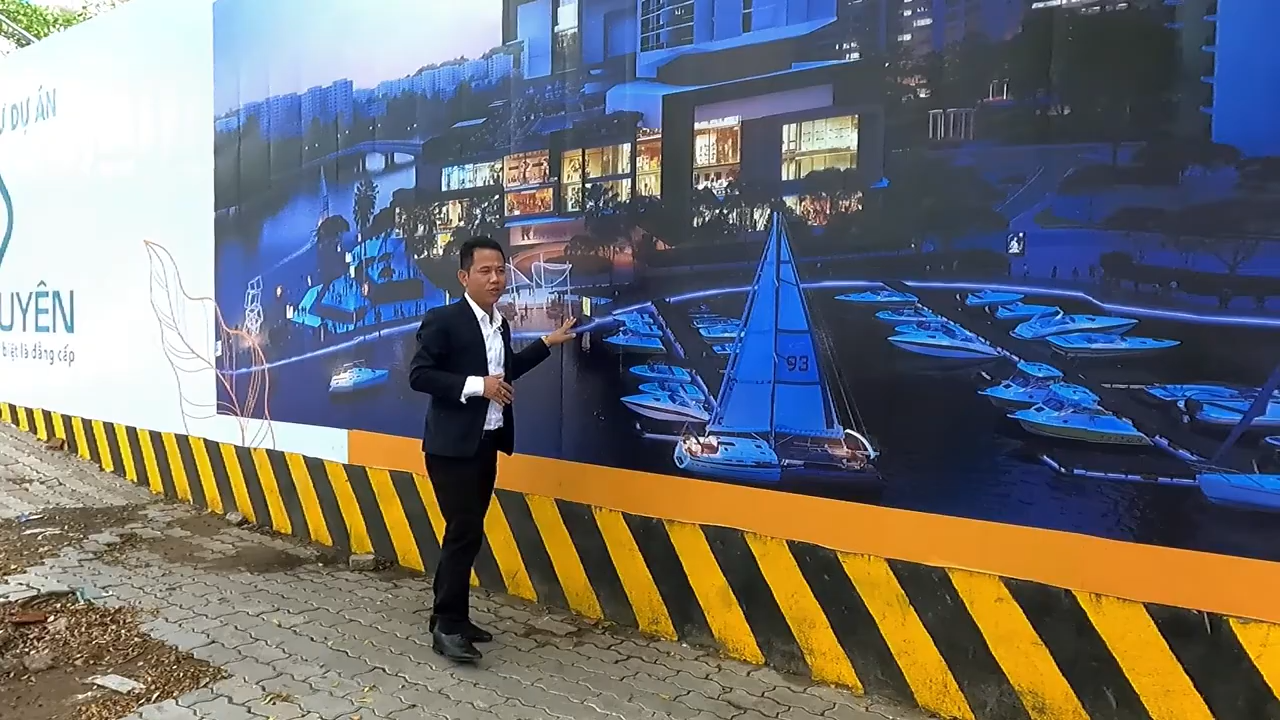 Ư DỰ ÁN
UYÊN
biệt là đẳng cấp
93